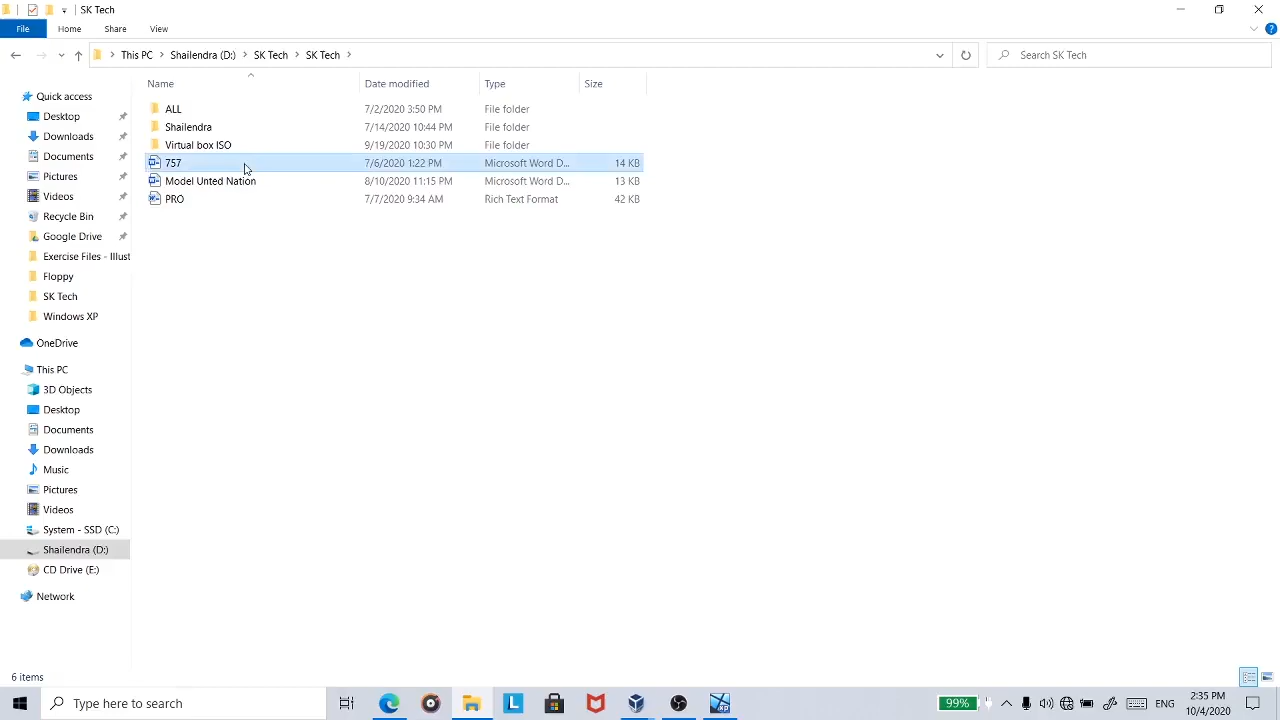 SK Tech
File Home Share View
This PC Shailendra (D:) SK Tech SK Tech Search SK Tech
Name Date modified Type Size
Quick access
Desktop
Downloads
Documents
Pictures
Videos
Recycle Bin
Google Drive
Exercise Files - Illust
Floppy
SK Tech
Windows XP
OneDrive
This PC
3D Objects
Desktop
Documents
Downloads
Music
Pictures
Videos
System - SSD (C:)
Shailendra (D:)
CD Drive (E:)
Network
ALL 7/2/2020 3:50 PM File folder
Shailendra 7/14/2020 10:44 PM File folder
Virtual box ISO 9/19/2020 10:30 PM File folder
757 7/6/2020 1:22 PM Microsoft Word D... 14 KB
Model Unted Nation 8/10/2020 11:15 PM Microsoft Word D... 13 KB
PRO 7/7/2020 9:34 AM Rich Text Format 42 KB
6 items
Type here to search L XP 99% ENG 2:35 PM
10/4/2020